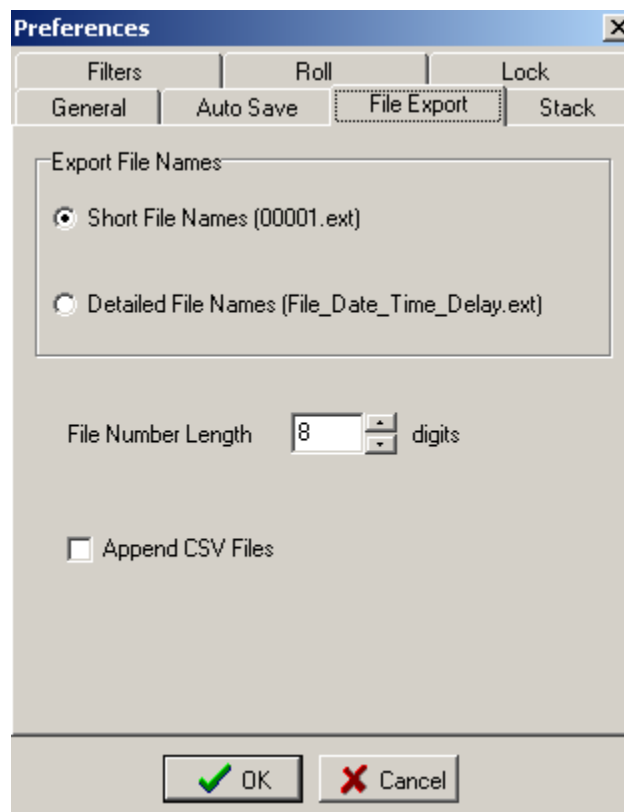 Preferences
Filters Roll Lock
General Auto Save File Export Stack
Export File Names
Short File Names (00001.ext)
Detailed File Names (File_Date_Time_Delay.ext)
File Number Length 8 digits
Append CSV Files
OK Cancel